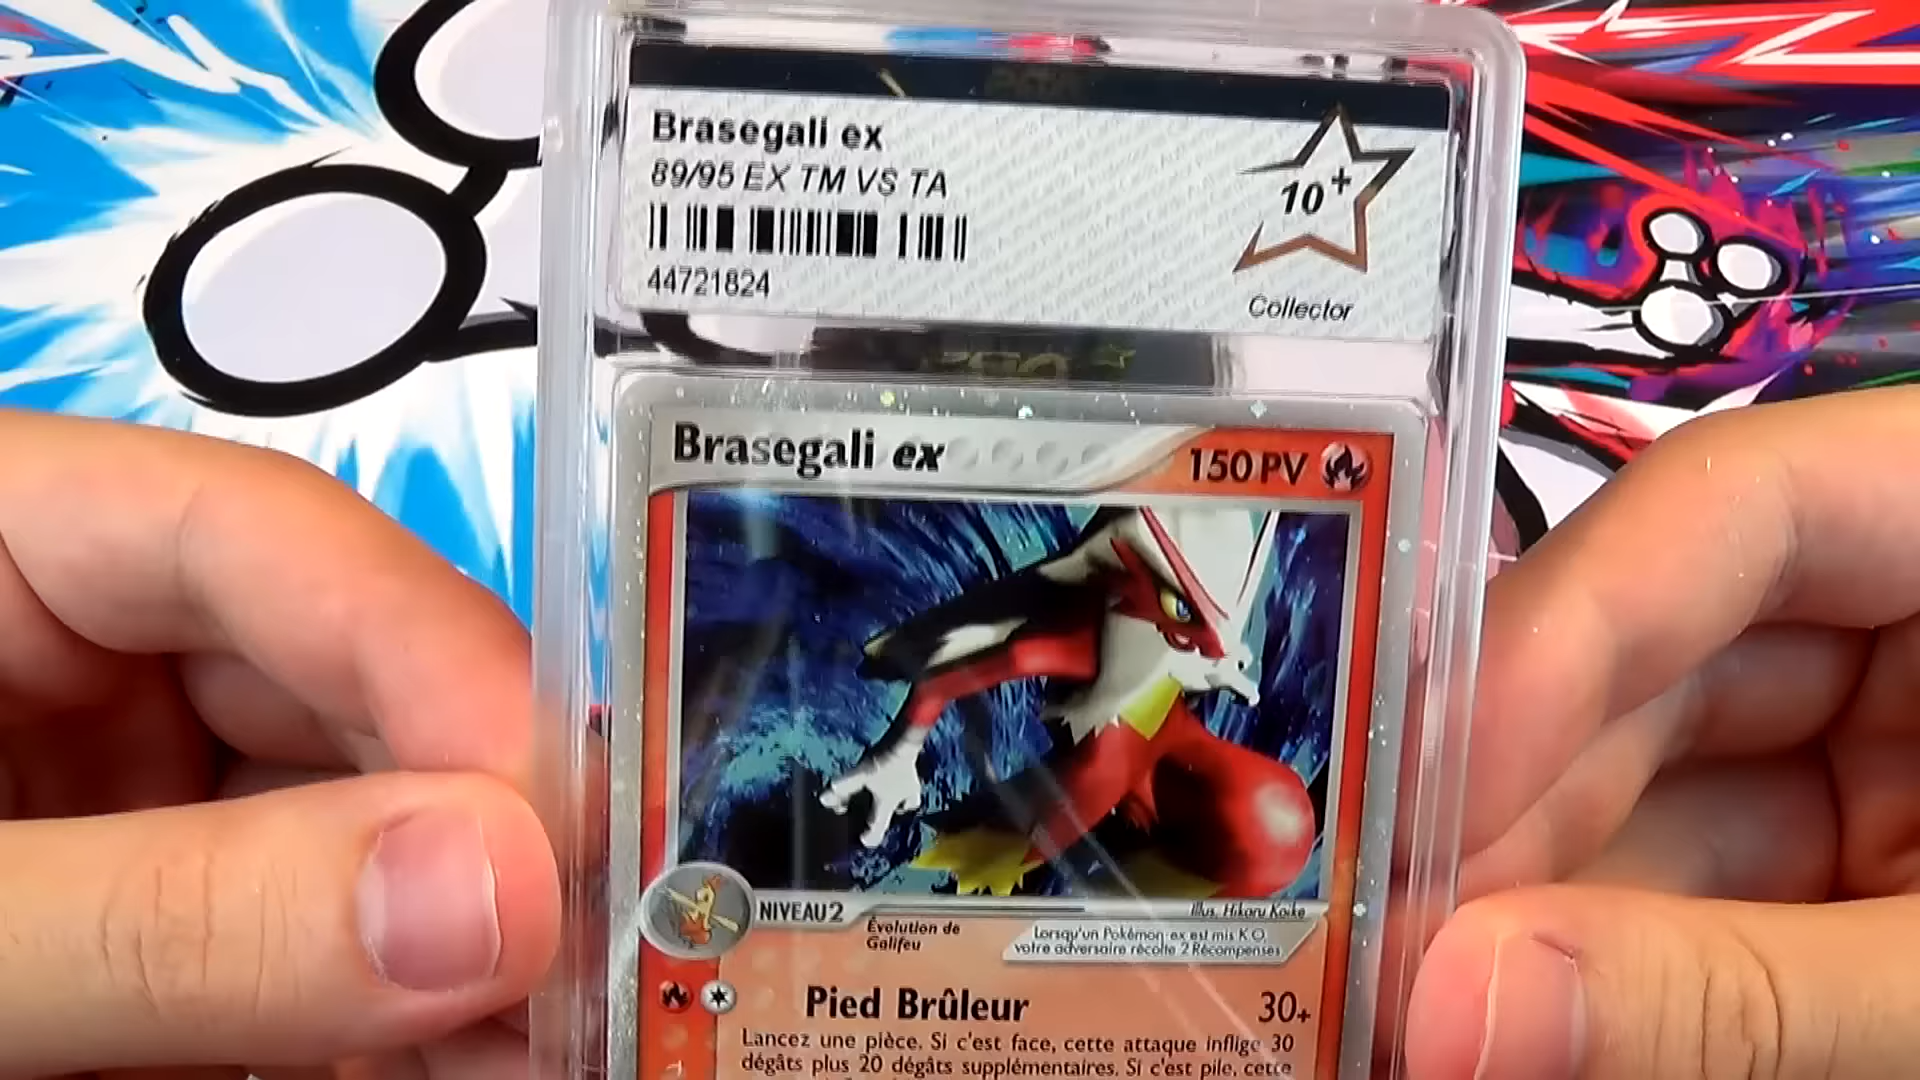 Brasegali ex
89/95 EX TM VS TA
44721824
10+
Collector
Brasegali ex
150 PV
NIVEAU 2
Évolution de
Galifeu
Illus. Hikaru Koike
Lorsqu'un Pokémon-ex est mis K.O.
votre adversaire récolte 2 Récompenses
Pied Brûleur
30+
Lancez une pièce. Si c'est face, cette attaque inflige 30
dégâts plus 20 dégâts supplémentaires. Si c'est pile, cette